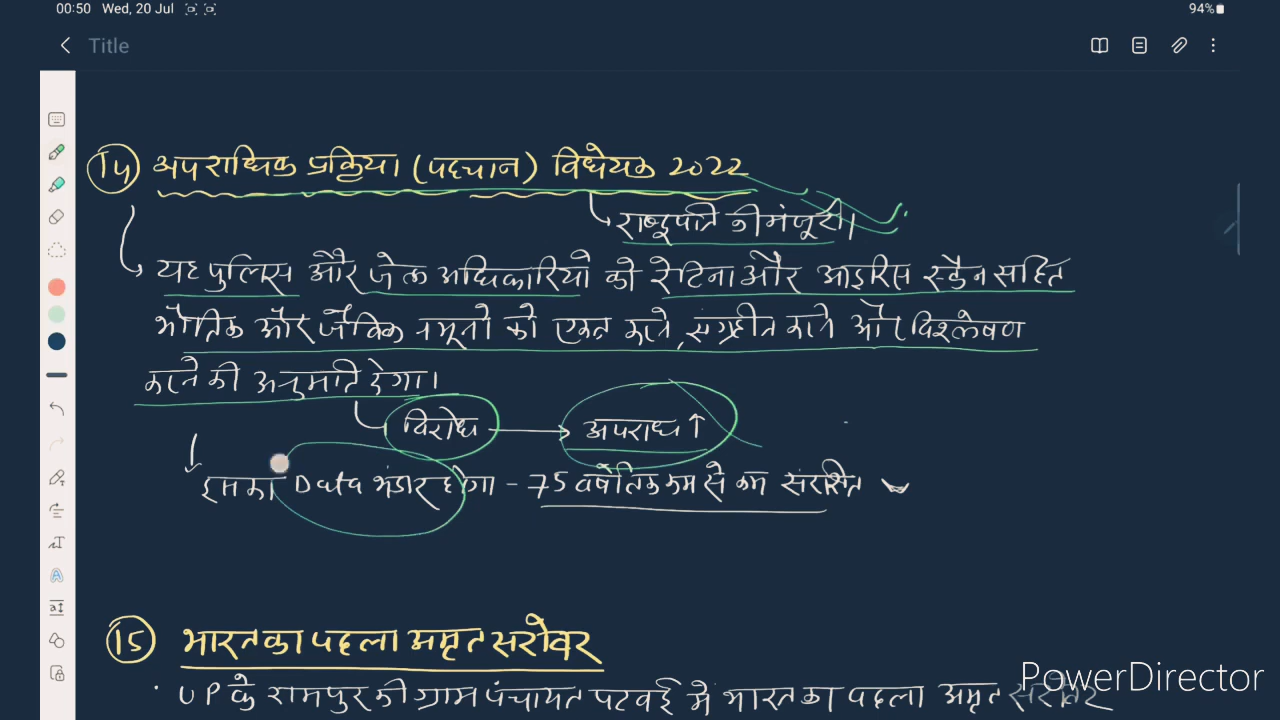 00:50 Wed, 20 Jul 94%
Title
14 अपराधिक प्रक्रिया (पहचान) विधेयक 2022
राष्ट्रपति की मंजूरी।
यह पुलिस और जेल अधिकारियो को रेटिना और आइरिस स्कैन सहित
भौतिक और जैविक नमूनो को एकत्र करने, संग्रहीत करने और विश्लेषण
करने की अनुमति देगा।
विरोध → अपराध ↑
इसका Data भंडार होगा - 75 वर्षो तक कम से कम संरक्षित
15 भारत का पहला अमृत सरोवर
UP के रामपुर की ग्राम पंचायत पटवई में भारत का पहला अमृत सरोवर
PowerDirector